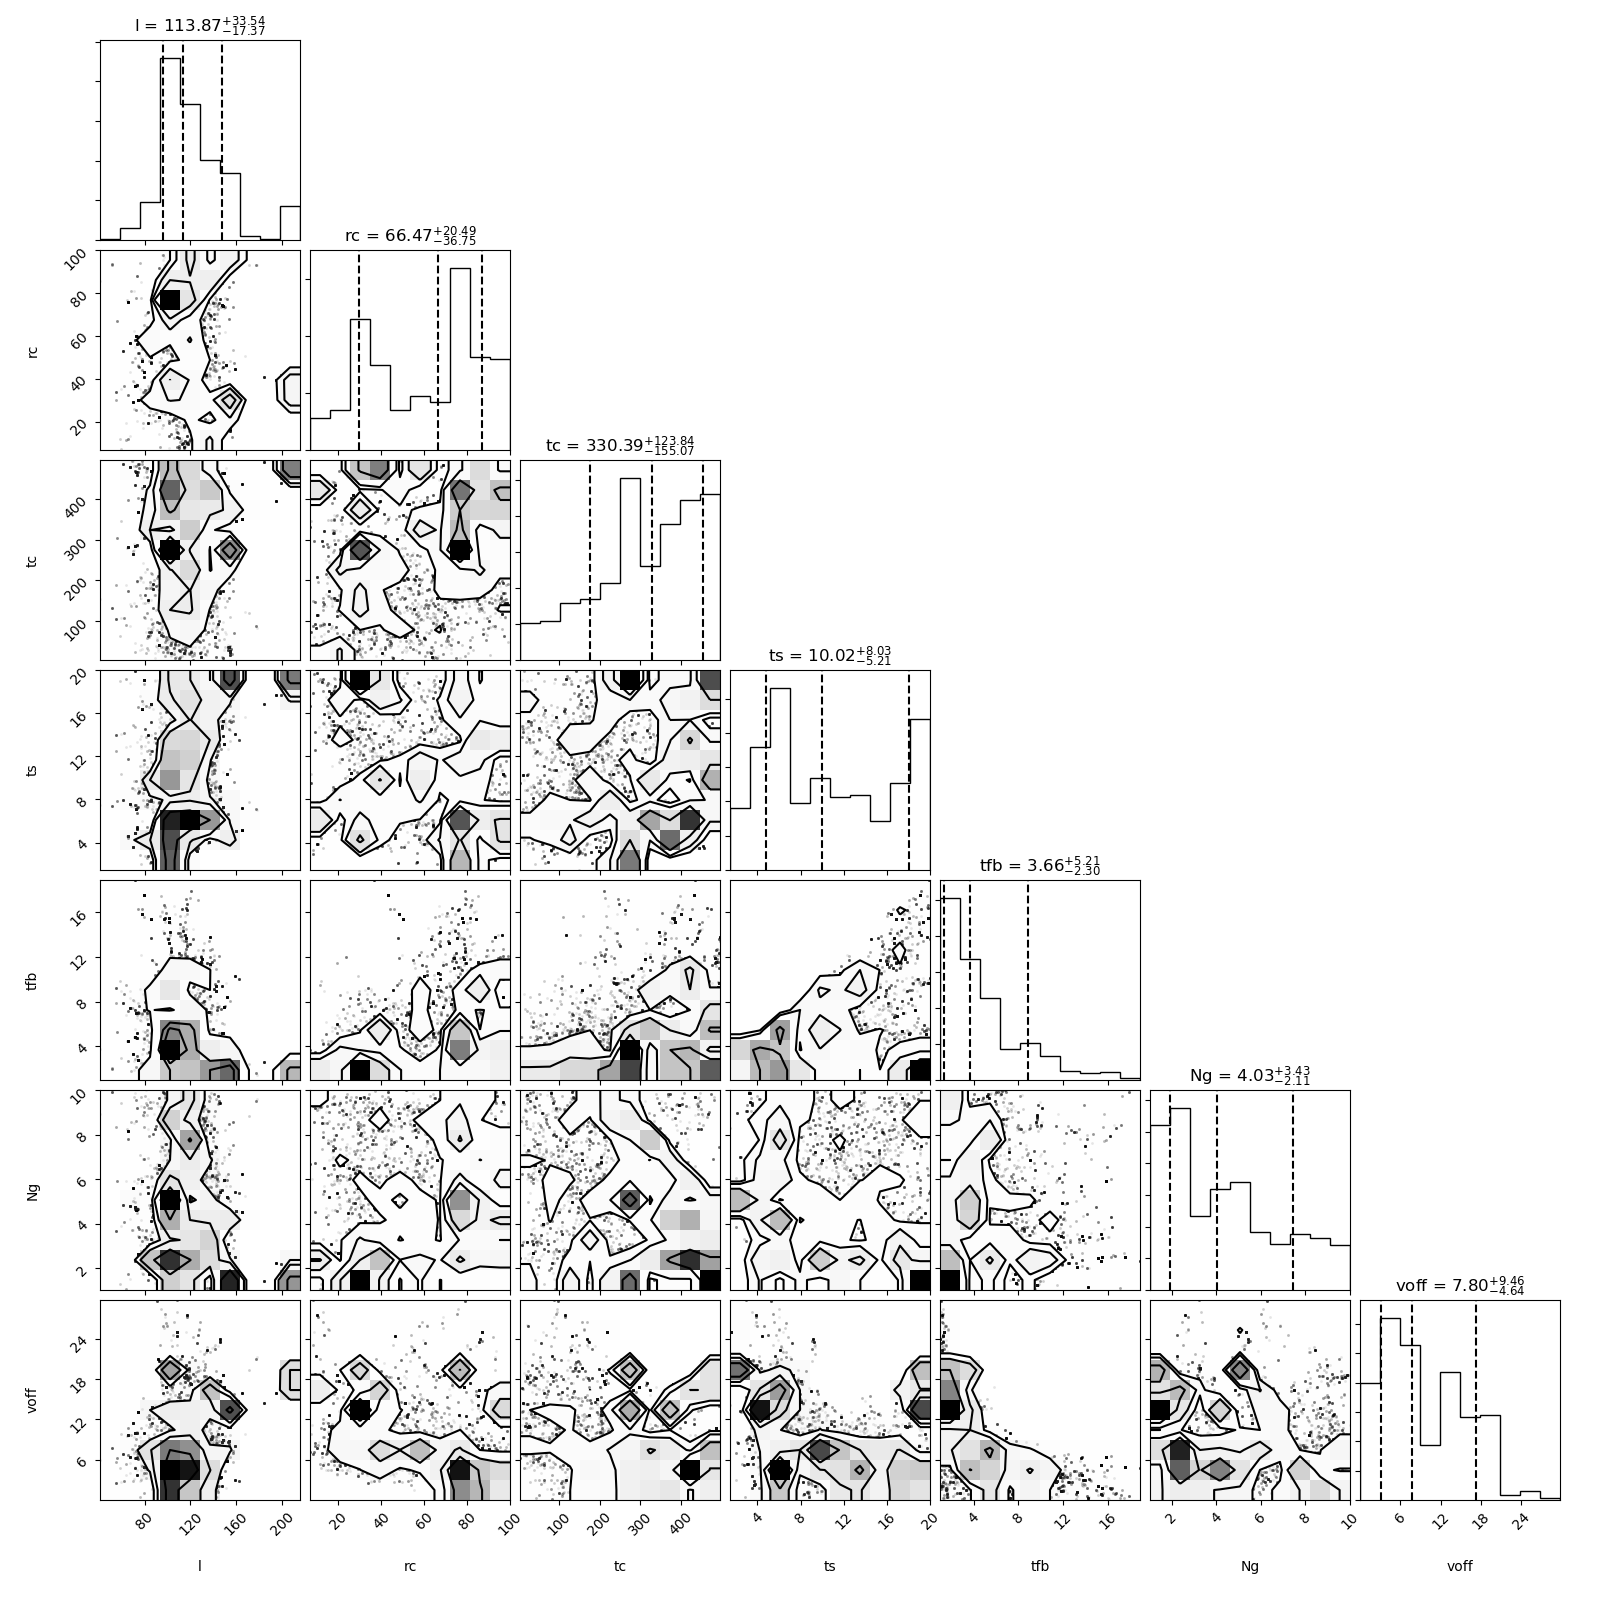 l = 113.87+33.54−17.37
rc = 66.47+20.49−36.75
100
80
60
40
20
rc
tc = 330.39+123.84−155.07
400
300
200
100
tc
ts = 10.02+8.03−5.21
20
16
12
8
4
ts
tfb = 3.66+5.21−2.30
16
12
8
4
tfb
Ng = 4.03+3.43−2.11
10
8
6
4
2
Ng
voff = 7.80+9.46−4.64
24
18
12
6
voff
80 120 160 200 20 40 60 80 100 100 200 300 400 4 8 12 16 20 4 8 12 16 2 4 6 8 10 6 12 18 24
l rc tc ts tfb Ng voff